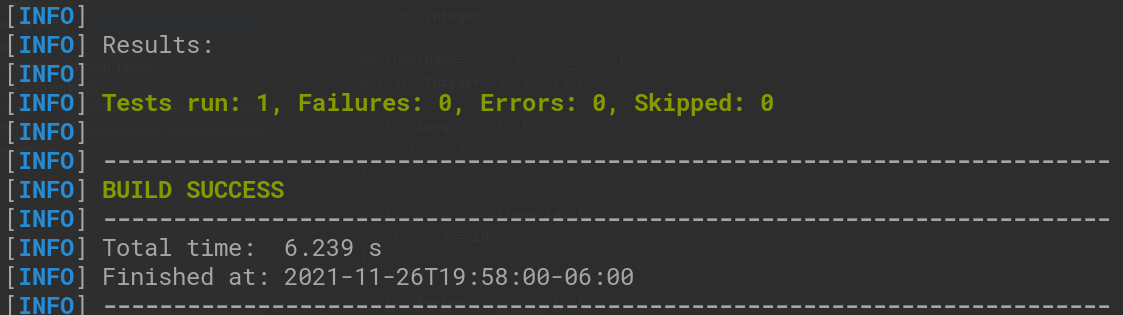 [INFO]
[INFO] Results:
[INFO]
[INFO] Tests run: 1, Failures: 0, Errors: 0, Skipped: 0
[INFO]
[INFO] ------------------------------------------------------------------------
[INFO] BUILD SUCCESS
[INFO] ------------------------------------------------------------------------
[INFO] Total time:  6.239 s
[INFO] Finished at: 2021-11-26T19:58:00-06:00
[INFO] ------------------------------------------------------------------------